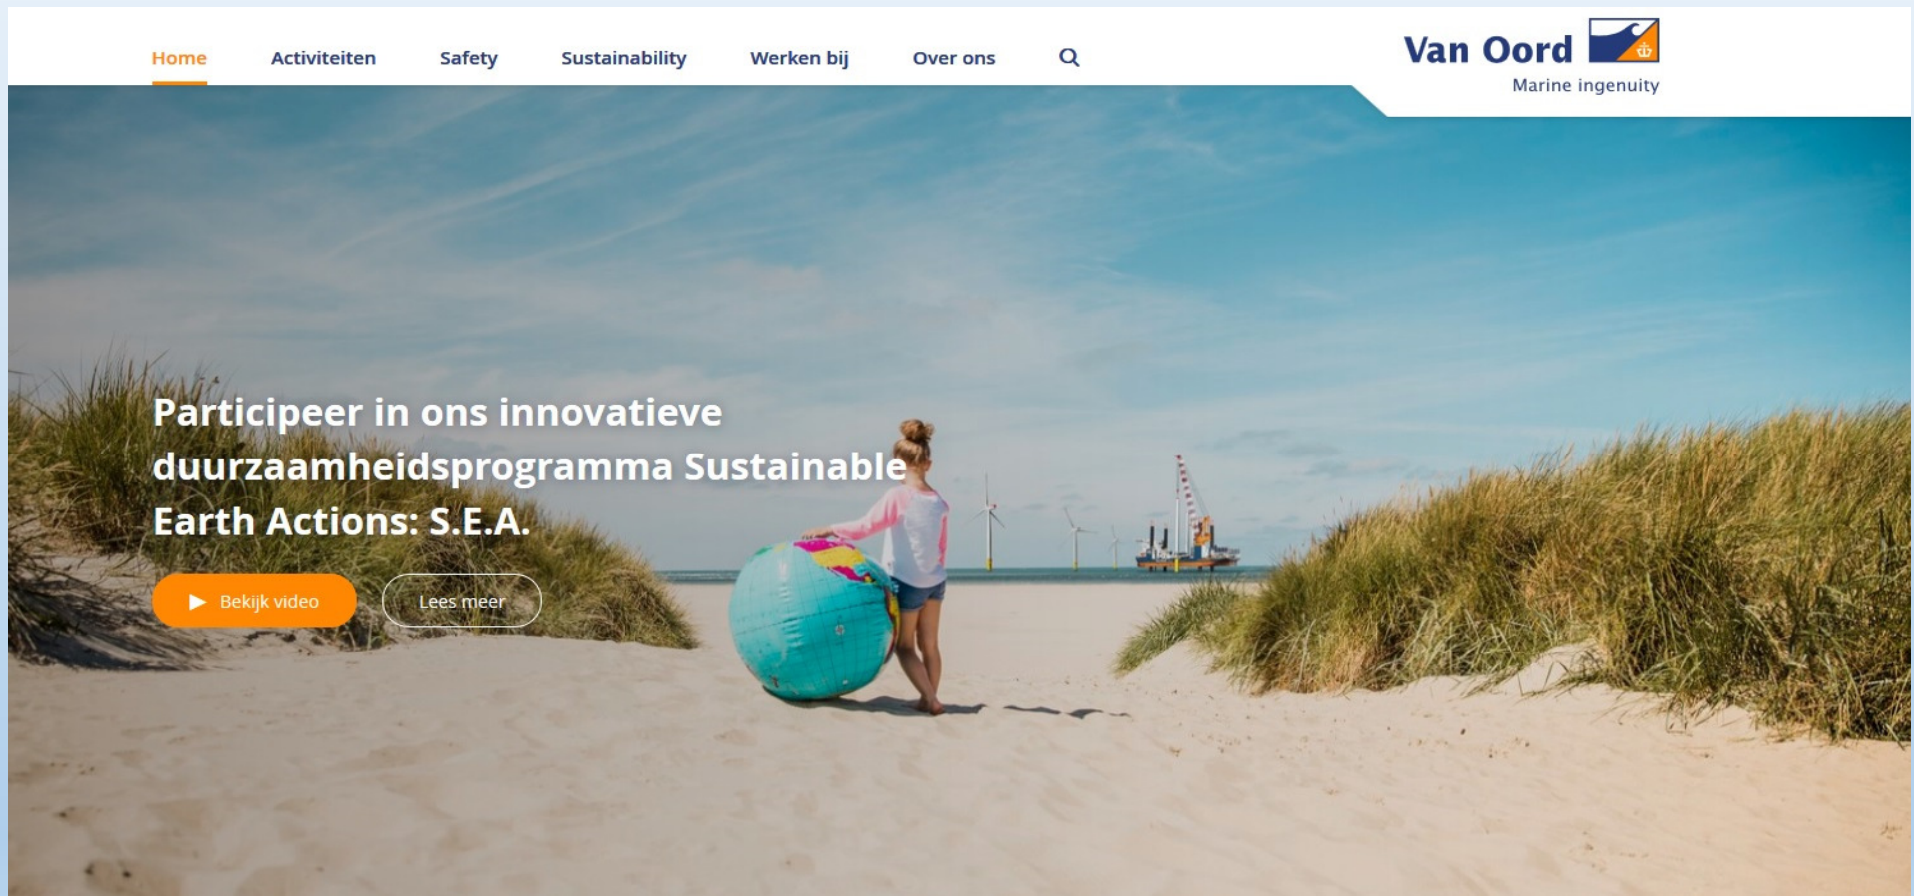 Home
Activiteiten
Safety
Sustainability
Werken bij
Over ons
Van Oord
Marine ingenuity
Participeer in ons innovatieve
duurzaamheidsprogramma Sustainable
Earth Actions: S.E.A.
Bekijk video
Lees meer